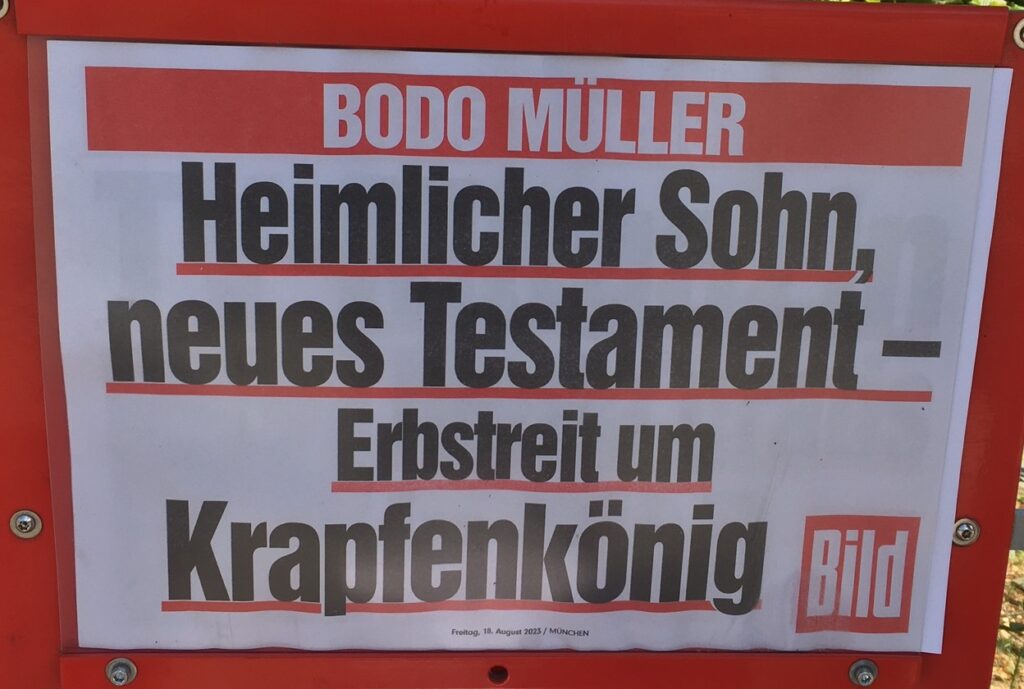 BODO MÜLLER
Heimlicher Sohn,
neues Testament –
Erbstreit um
Krapfenkönig
Bild
Freitag, 18. August 2023 / MÜNCHEN